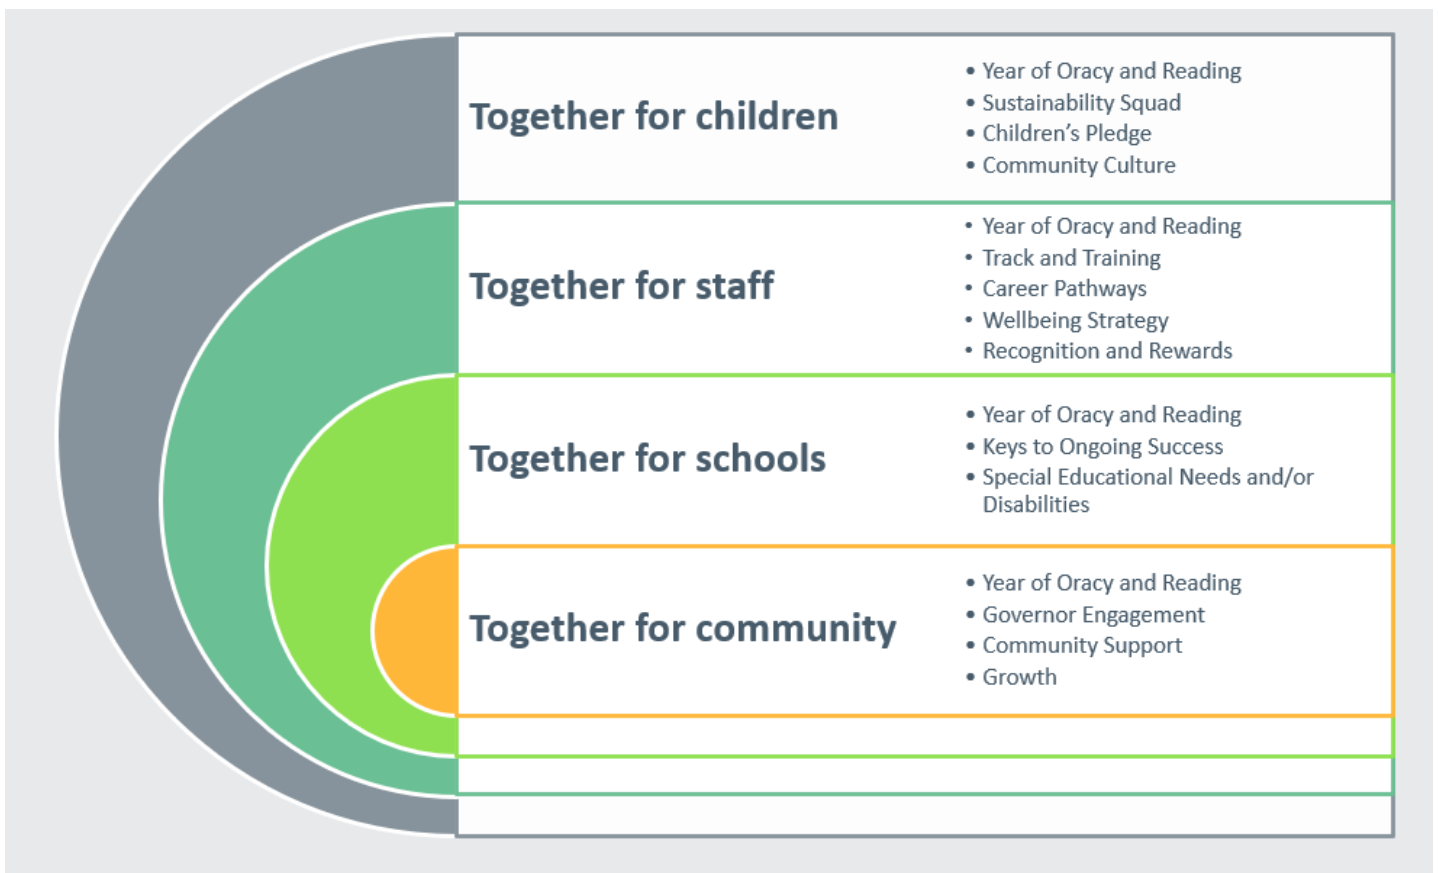 Together for children
• Year of Oracy and Reading
• Sustainability Squad
• Children’s Pledge
• Community Culture
Together for staff
• Year of Oracy and Reading
• Track and Training
• Career Pathways
• Wellbeing Strategy
• Recognition and Rewards
Together for schools
• Year of Oracy and Reading
• Keys to Ongoing Success
• Special Educational Needs and/or
Disabilities
Together for community
• Year of Oracy and Reading
• Governor Engagement
• Community Support
• Growth